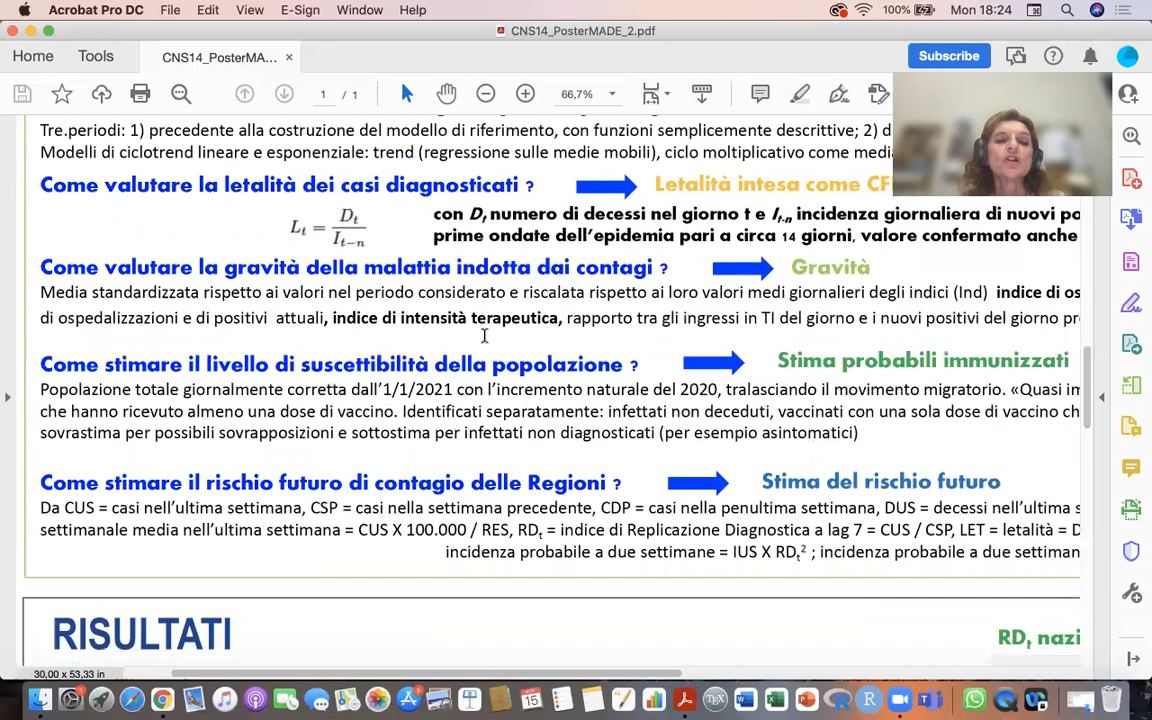 Acrobat Pro DC File Edit View E-Sign Window Help 100% Mon 18:24
CNS14_PosterMADE_2.pdf
Home Tools CNS14_PosterMA... × Subscribe
1 / 1 66,7%
Tre.periodi: 1) precedente alla costruzione del modello di riferimento, con funzioni semplicemente descrittive; 2) d
Modelli di ciclotrend lineare e esponenziale: trend (regressione sulle medie mobili), ciclo moltiplicativo come media
Come valutare la letalità dei casi diagnosticati ? Letalità intesa come CF
Lt = Dt / It−n
con Dt numero di decessi nel giorno t e It-n incidenza giornaliera di nuovi po
prime ondate dell'epidemia pari a circa 14 giorni, valore confermato anche
Come valutare la gravità della malattia indotta dai contagi ? Gravità
Media standardizzata rispetto ai valori nel periodo considerato e riscalata rispetto ai loro valori medi giornalieri degli indici (Ind) indice di os
di ospedalizzazioni e di positivi attuali, indice di intensità terapeutica, rapporto tra gli ingressi in TI del giorno e i nuovi positivi del giorno pr
Come stimare il livello di suscettibilità della popolazione ? Stima probabili immunizzati
Popolazione totale giornalmente corretta dall'1/1/2021 con l'incremento naturale del 2020, tralasciando il movimento migratorio. «Quasi im
che hanno ricevuto almeno una dose di vaccino. Identificati separatamente: infettati non deceduti, vaccinati con una sola dose di vaccino ch
sovrastima per possibili sovrapposizioni e sottostima per infettati non diagnosticati (per esempio asintomatici)
Come stimare il rischio futuro di contagio delle Regioni ? Stima del rischio futuro
Da CUS = casi nell'ultima settimana, CSP = casi nella settimana precedente, CDP = casi nella penultima settimana, DUS = decessi nell'ultima s
settimanale media nell'ultima settimana = CUS X 100.000 / RES, RDt = indice di Replicazione Diagnostica a lag 7 = CUS / CSP, LET = letalità = D
incidenza probabile a due settimane = IUS X RDt² ; incidenza probabile a due settiman
RISULTATI
RDt nazi
30,00 x 53,33 in